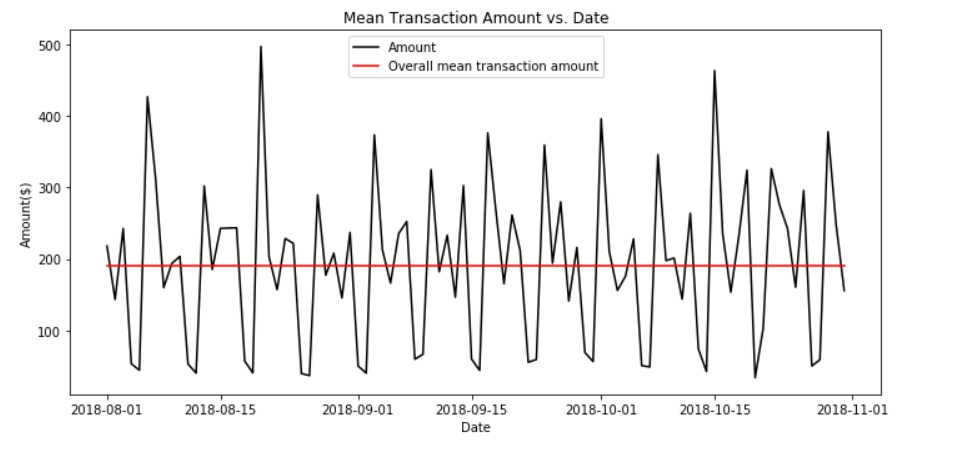 Mean Transaction Amount vs. Date
Amount
Overall mean transaction amount
Amount($)
500
400
300
200
100
2018-08-01
2018-08-15
2018-09-01
2018-09-15
2018-10-01
2018-10-15
2018-11-01
Date